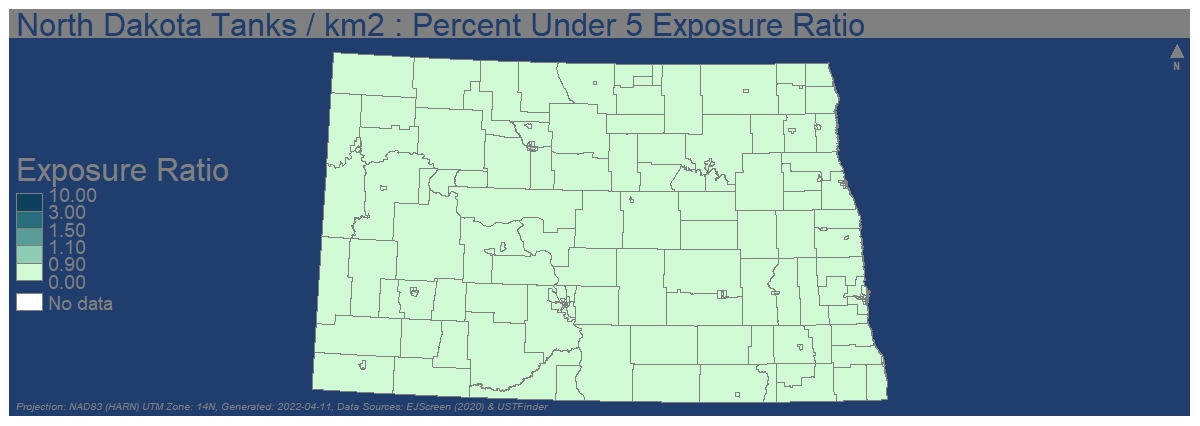 North Dakota Tanks / km2 : Percent Under 5 Exposure Ratio
N
Exposure Ratio
10.00
3.00
1.50
1.10
0.90
0.00
No data
Projection: NAD83 (HARN) UTM Zone: 14N, Generated: 2022-04-11, Data Sources: EJScreen (2020) & USTFinder